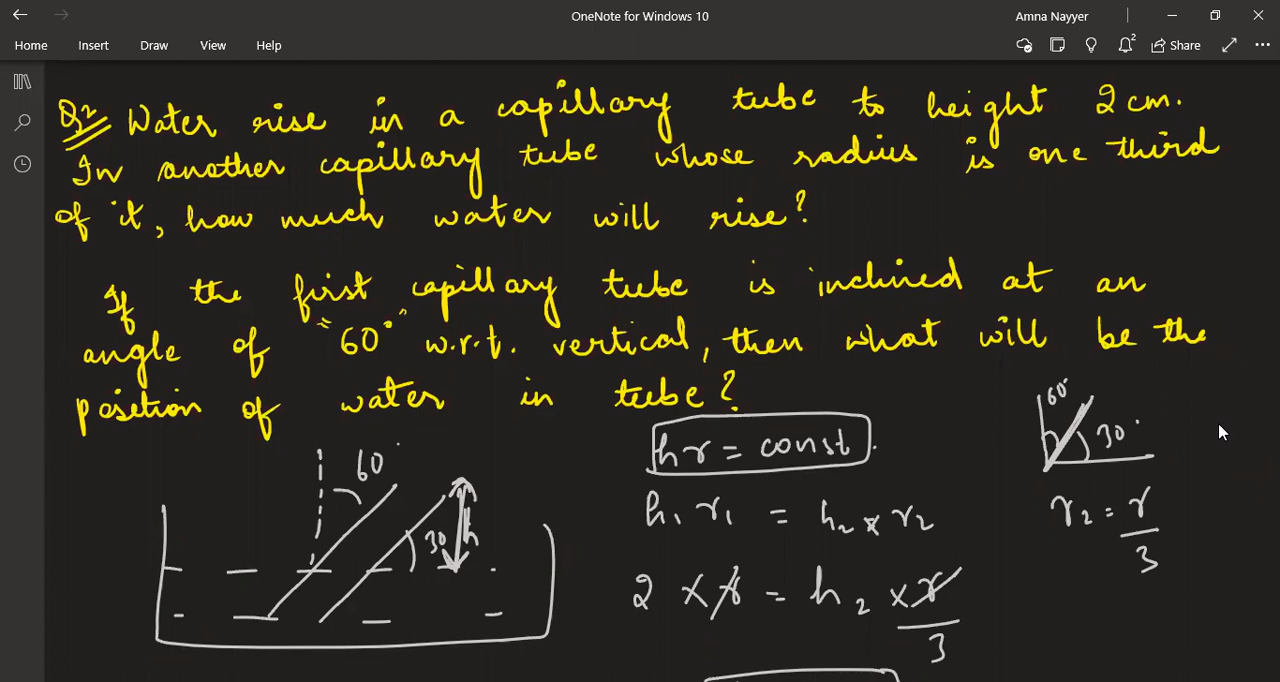 OneNote for Windows 10
Amna Nayyer
Home Insert Draw View Help
2
Share
Q2 Water rise in a capillary tube to height 2 cm.
In another capillary tube whose radius is one third
of it, how much water will rise?
If the first capillary tube is inclined at an
angle of "60°" w.r.t. vertical, then what will be the
position of water in tube?
60°
30
h
hr = const.
h₁ r₁ = h₂ × r₂
2 × r = h₂ × r/3
60°
30°
r₂ = r/3